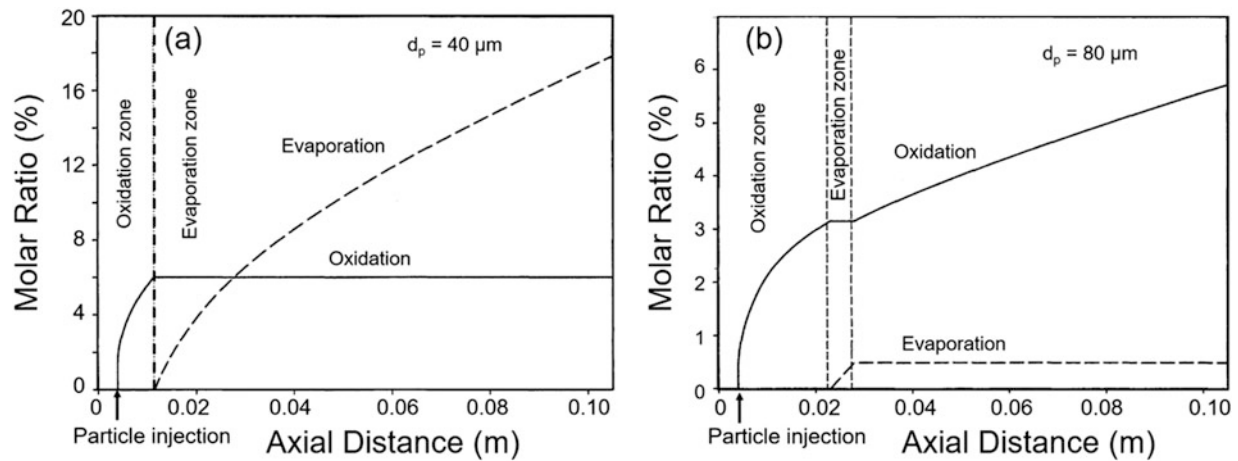 (a)
dₚ = 40 μm
Molar Ratio (%)
20
16
12
8
4
0
Oxidation zone
Evaporation zone
Evaporation
Oxidation
0
0.02
0.04
0.06
0.08
0.10
Particle injection
Axial Distance (m)
(b)
dₚ = 80 μm
Molar Ratio (%)
6
5
4
3
2
1
0
Oxidation zone
Evaporation zone
Oxidation
Evaporation
0
0.02
0.04
0.06
0.08
0.10
Particle injection
Axial Distance (m)